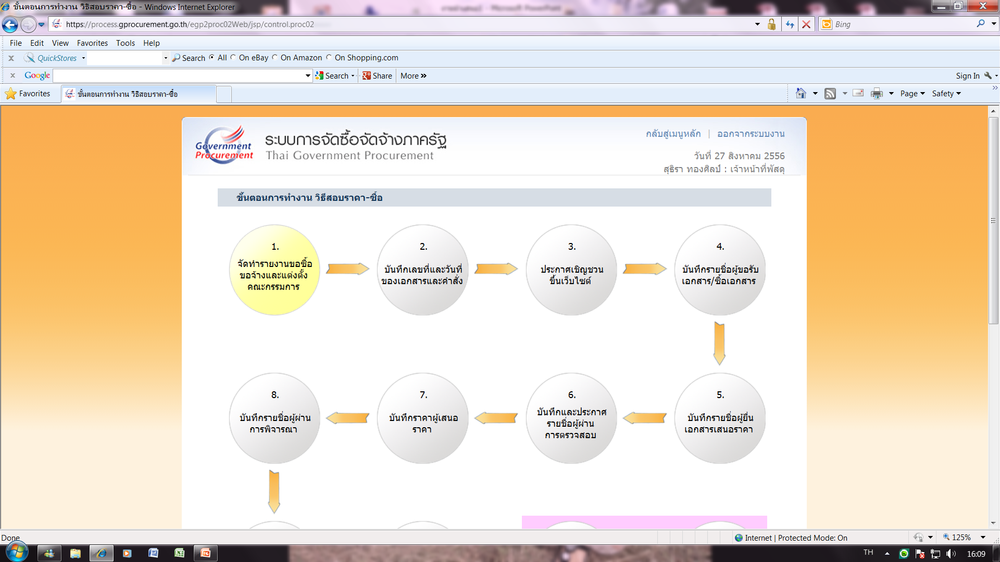 ขั้นตอนการทำงาน วิธีสอบราคา-ซื้อ - Windows Internet Explorer
https://process.gprocurement.go.th/egp2proc02Web/jsp/control.proc02
Bing
File Edit View Favorites Tools Help
x QuickStores Search All On eBay On Amazon On Shopping.com
x Google Search Share More »
Sign In
Favorites ขั้นตอนการทำงาน วิธีสอบราคา-ซื้อ
Page Safety »
Government
Procurement
ระบบการจัดซื้อจัดจ้างภาครัฐ
Thai Government Procurement
กลับสู่เมนูหลัก | ออกจากระบบงาน
วันที่ 27 สิงหาคม 2556
สุธิรา ทองศิลป์ : เจ้าหน้าที่พัสดุ
ขั้นตอนการทำงาน วิธีสอบราคา-ซื้อ
1.
จัดทำรายงานขอซื้อ
ขอจ้างและแต่งตั้ง
คณะกรรมการ
2.
บันทึกเลขที่และวันที่
ของเอกสารและคำสั่ง
3.
ประกาศเชิญชวน
ขึ้นเว็บไซต์
4.
บันทึกรายชื่อผู้ขอรับ
เอกสาร/ซื้อเอกสาร
5.
บันทึกรายชื่อผู้ยื่น
เอกสารเสนอราคา
6.
บันทึกและประกาศ
รายชื่อผู้ผ่าน
การตรวจสอบ
7.
บันทึกราคาผู้เสนอ
ราคา
8.
บันทึกรายชื่อผู้ผ่าน
การพิจารณา
Done
Internet | Protected Mode: On
125%
TH
16:09